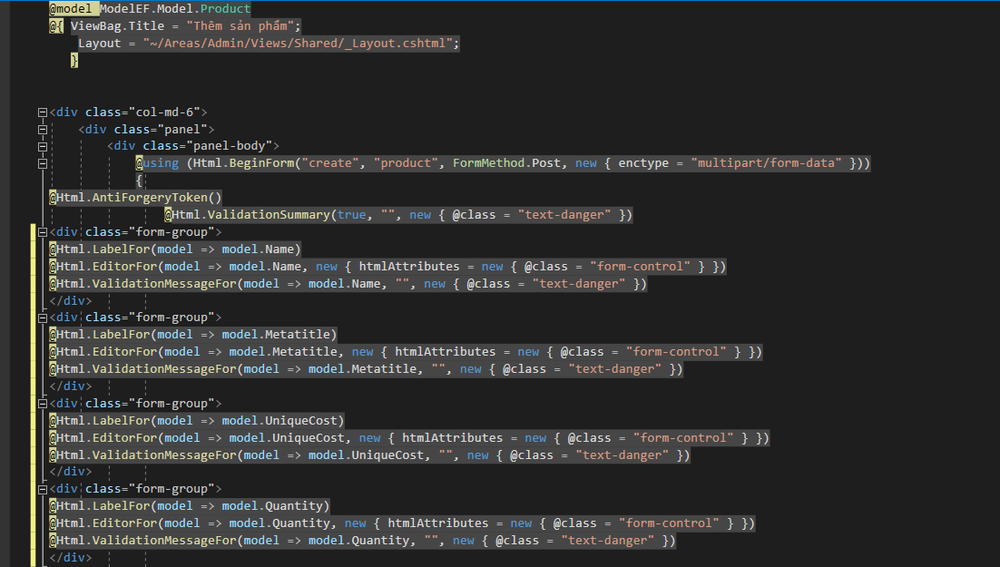 @model ModelEF.Model.Product
@{ ViewBag.Title = "Thêm sản phẩm";
Layout = "~/Areas/Admin/Views/Shared/_Layout.cshtml";
}
<div class="col-md-6">
<div class="panel">
<div class="panel-body">
@using (Html.BeginForm("create", "product", FormMethod.Post, new { enctype = "multipart/form-data" }))
{
@Html.AntiForgeryToken()
@Html.ValidationSummary(true, "", new { @class = "text-danger" })
<div class="form-group">
@Html.LabelFor(model => model.Name)
@Html.EditorFor(model => model.Name, new { htmlAttributes = new { @class = "form-control" } })
@Html.ValidationMessageFor(model => model.Name, "", new { @class = "text-danger" })
</div>
<div class="form-group">
@Html.LabelFor(model => model.Metatitle)
@Html.EditorFor(model => model.Metatitle, new { htmlAttributes = new { @class = "form-control" } })
@Html.ValidationMessageFor(model => model.Metatitle, "", new { @class = "text-danger" })
</div>
<div class="form-group">
@Html.LabelFor(model => model.UniqueCost)
@Html.EditorFor(model => model.UniqueCost, new { htmlAttributes = new { @class = "form-control" } })
@Html.ValidationMessageFor(model => model.UniqueCost, "", new { @class = "text-danger" })
</div>
<div class="form-group">
@Html.LabelFor(model => model.Quantity)
@Html.EditorFor(model => model.Quantity, new { htmlAttributes = new { @class = "form-control" } })
@Html.ValidationMessageFor(model => model.Quantity, "", new { @class = "text-danger" })
</div>